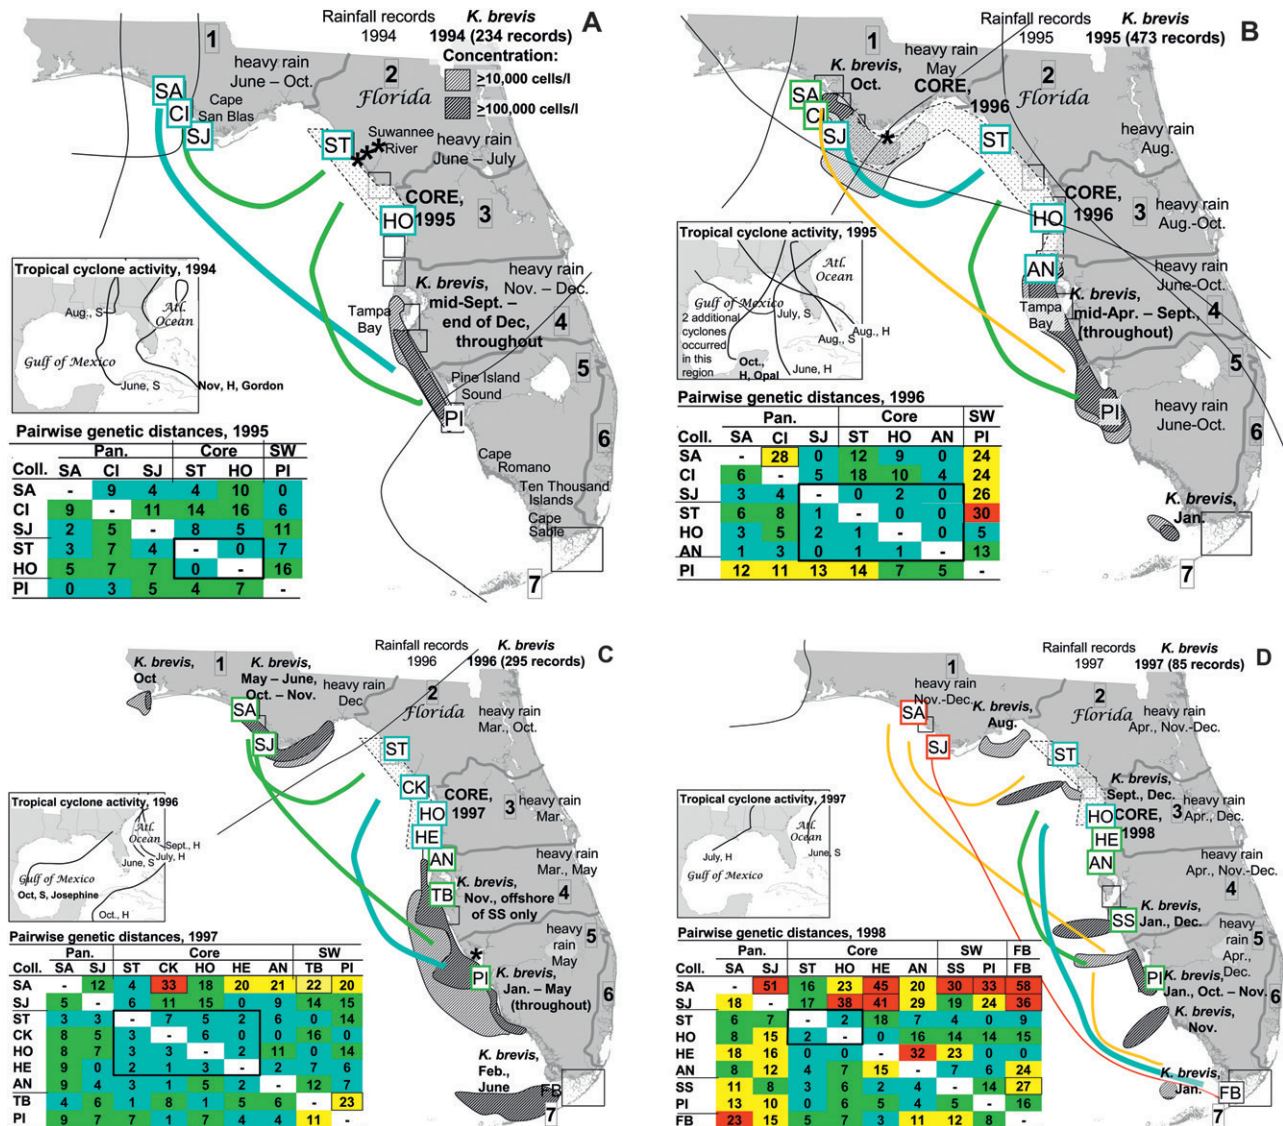 A
Rainfall records
1994
K. brevis
1994 (234 records)
Concentration:
≥10,000 cells/l
≥100,000 cells/l
1
heavy rain
June – Oct.
2
Florida
SA
CI
SJ
Cape
San Blas
ST
Suwannee
River
heavy rain
June – July
CORE,
1995
HO
3
heavy rain
Nov. – Dec.
K. brevis,
mid-Sept. –
end of Dec,
throughout
4
Tampa
Bay
5
Pine Island
Sound
PI
6
Cape
Romano
Ten Thousand
Islands
Cape
Sable
7
Tropical cyclone activity, 1994
Aug., S
Atl.
Ocean
Gulf of Mexico
June, S
Nov, H, Gordon
Pairwise genetic distances, 1995
Pan. Core SW
Coll. SA CI SJ ST HO PI
SA - 9 4 4 10 0
CI 9 - 11 14 16 6
SJ 2 5 - 8 5 11
ST 3 7 4 - 0 7
HO 5 7 7 0 - 16
PI 0 3 5 4 7 -
B
Rainfall records
1995
K. brevis
1995 (473 records)
1
K. brevis,
Oct.
heavy rain
May
CORE,
1996
2
Florida
SA
CI
SJ
ST
heavy rain
Aug.
CORE,
1996
HO
3
heavy rain
Aug.-Oct.
AN
heavy rain
June-Oct.
Tampa
Bay
K. brevis,
mid-Apr. – Sept.,
(throughout)
4
5
PI
heavy rain
June-Oct.
6
K. brevis,
Jan.
7
Tropical cyclone activity, 1995
Atl.
Ocean
Gulf of Mexico
2 additional
cyclones
occurred
in this
region
July, S
Aug., H
Aug., S
Oct.,
H, Opal
June, H
Pairwise genetic distances, 1996
Pan. Core SW
Coll. SA CI SJ ST HO AN PI
SA - 28 0 12 9 0 24
CI 6 - 5 18 10 4 24
SJ 3 4 - 0 2 0 26
ST 6 8 1 - 0 0 30
HO 3 5 2 1 - 0 5
AN 1 3 0 1 1 - 13
PI 12 11 13 14 7 5 -
C
Rainfall records
1996
K. brevis
1996 (295 records)
K. brevis,
Oct
1
K. brevis,
May – June,
Oct. – Nov.
heavy rain
Dec
2
Florida
heavy rain
Mar., Oct.
SA
SJ
ST
CK
HO
CORE,
1997
3
heavy rain
Mar.
HE
AN
heavy rain
Mar., May
TB
K. brevis,
Nov., offshore
of SS only
4
heavy
rain
May
5
PI
K. brevis,
Jan. – May
(throughout)
6
K. brevis
Feb.,
June
FB
7
Tropical cyclone activity, 1996
Atl.
Ocean
Sept., H
July, H
June, S
Gulf of Mexico
Oct, S, Josephine
Oct., H
Pairwise genetic distances, 1997
Pan. Core SW
Coll. SA SJ ST CK HO HE AN TB PI
SA - 12 4 33 18 20 21 22 20
SJ 5 - 6 11 15 0 9 14 15
ST 3 3 - 7 5 2 6 0 14
CK 8 5 3 - 6 0 0 16 0
HO 8 7 3 3 - 2 11 0 14
HE 9 0 2 1 3 - 2 7 6
AN 9 4 3 1 5 2 - 12 7
TB 4 6 1 8 1 5 6 - 23
PI 9 7 1 7 4 4 11 -
D
Rainfall records
1997
K. brevis
1997 (85 records)
1
heavy rain
Nov.-Dec.
2
Florida
K. brevis,
Aug.
heavy rain
Apr., Nov.-Dec.
SA
SJ
ST
K. brevis,
Sept., Dec.
HO
CORE,
1998
3
heavy rain
Apr., Dec.
HE
AN
heavy rain
Apr., Nov.-Dec.
4
SS
K. brevis,
Jan., Dec.
heavy
rain
Apr.,
Dec.
5
PI
K. brevis,
Jan., Oct. – Nov.
6
K. brevis,
Nov.
K. brevis,
Jan.
FB
7
Tropical cyclone activity, 1997
Atl.
Ocean
July, H
June, S
Gulf of Mexico
Pairwise genetic distances, 1998
Pan. Core SW FB
Coll. SA SJ ST HO HE AN SS PI FB
SA - 51 16 23 45 20 30 33 58
SJ 18 - 17 38 41 29 19 24 36
ST 6 7 - 2 18 7 4 0 9
HO 8 15 2 - 0 16 14 14 15
HE 18 16 0 0 - 32 23 0 0
AN 8 12 4 7 15 - 7 6 24
SS 11 8 3 6 2 4 - 14 27
PI 13 10 0 6 5 4 5 - 16
FB 23 15 5 7 3 11 12 8 -